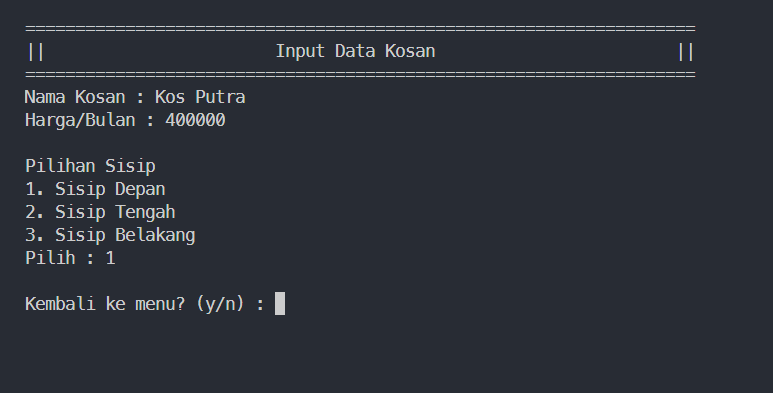 ===================================================================
||                       Input Data Kosan                        ||
===================================================================
Nama Kosan : Kos Putra
Harga/Bulan : 400000
Pilihan Sisip
1. Sisip Depan
2. Sisip Tengah
3. Sisip Belakang
Pilih : 1
Kembali ke menu? (y/n) :